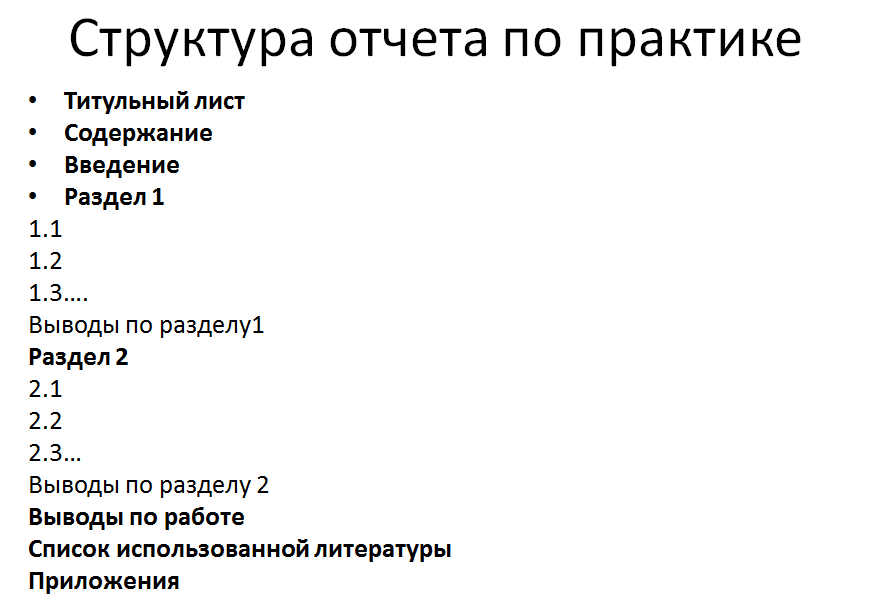 Структура отчета по практике
• Титульный лист
• Содержание
• Введение
• Раздел 1
1.1
1.2
1.3....
Выводы по разделу1
Раздел 2
2.1
2.2
2.3...
Выводы по разделу 2
Выводы по работе
Список использованной литературы
Приложения